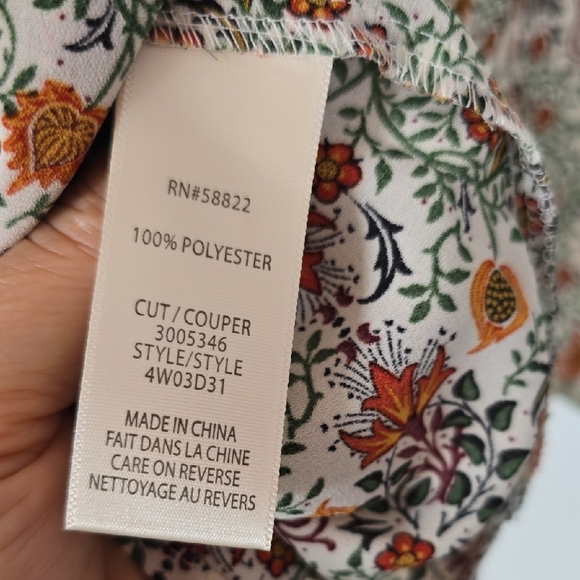 RN#58822
100% POLYESTER
CUT / COUPER
3005346
STYLE/STYLE
4W03D31
MADE IN CHINA
FAIT DANS LA CHINE
CARE ON REVERSE
NETTOYAGE AU REVERS